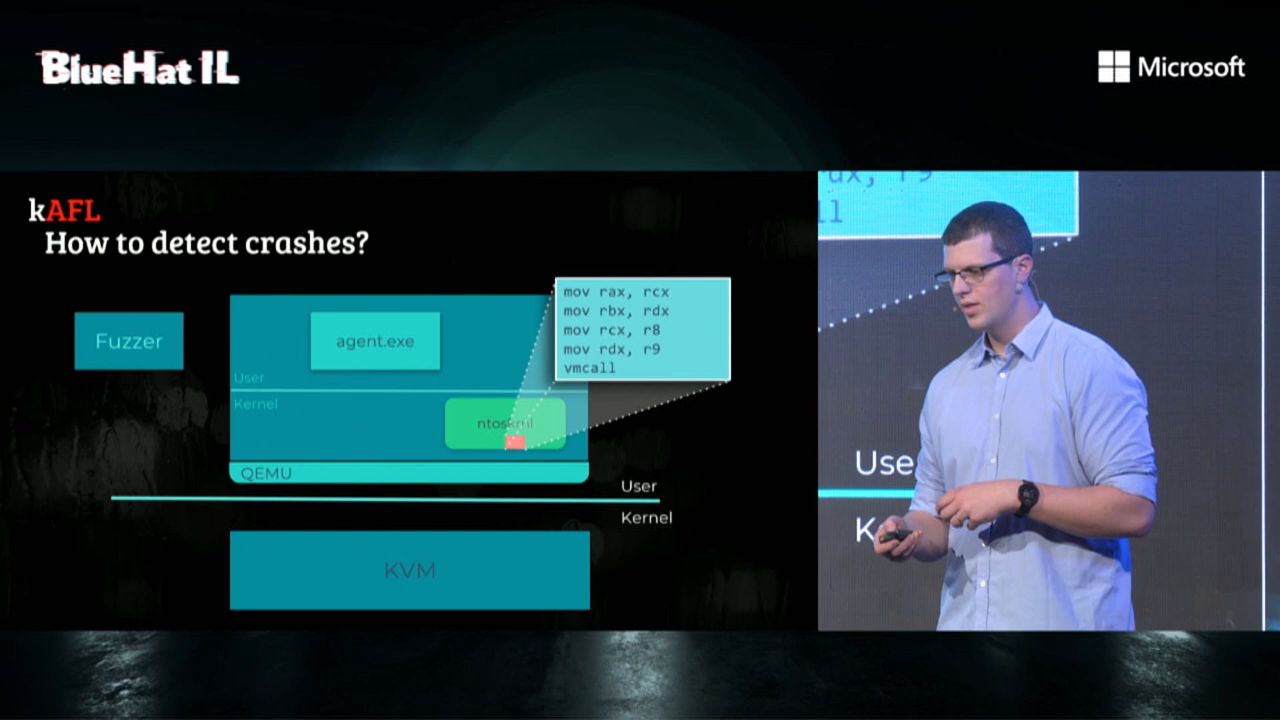 BlueHat IL
Microsoft
kAFL
How to detect crashes?
Fuzzer
agent.exe
User
Kernel
ntoskrnl
QEMU
mov rax, rcx
mov rbx, rdx
mov rcx, r8
mov rdx, r9
vmcall
User
Kernel
KVM
Use
K